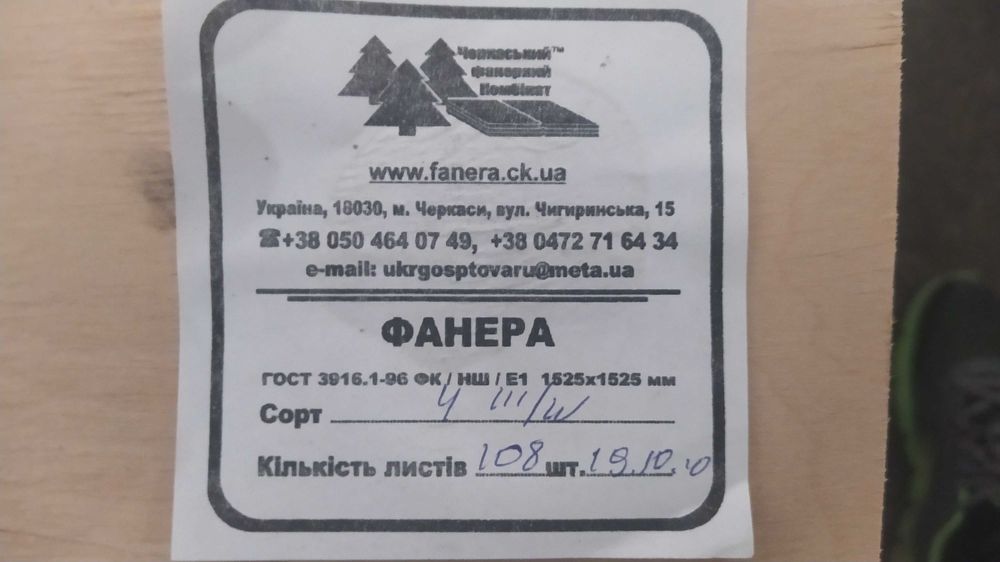 Черкаський™
фанерний
Комбінат
www.fanera.ck.ua
Україна, 18030, м. Черкаси, вул. Чигиринська, 15
☎+38 050 464 07 49, +38 0472 71 64 34
e-mail: ukrgosptovaru@meta.ua
ФАНЕРА
ГОСТ 3916.1-96 ФК / НШ / Е1 1525х1525 мм
Сорт 4 III/IV
Кількість листів 108 шт. 19.10.